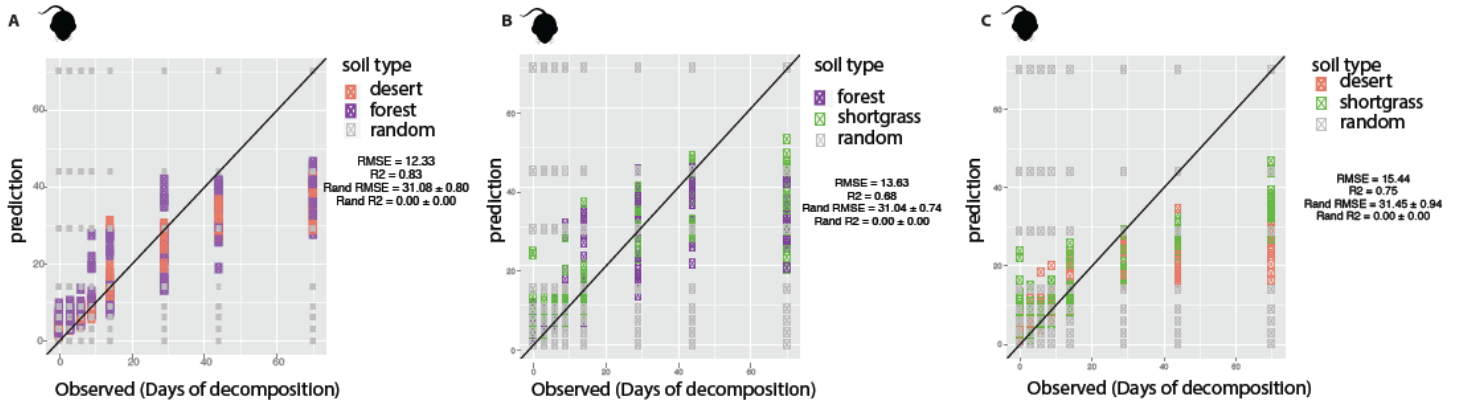 A
soil type
desert
forest
random
RMSE = 12.33
R2 = 0.83
Rand RMSE = 31.08 ± 0.80
Rand R2 = 0.00 ± 0.00
prediction
60
40
20
0
0
20
40
60
Observed (Days of decomposition)
B
soil type
forest
shortgrass
random
RMSE = 13.63
R2 = 0.68
Rand RMSE = 31.04 ± 0.74
Rand R2 = 0.00 ± 0.00
prediction
60
40
20
0
0
20
40
60
Observed (Days of decomposition)
C
soil type
desert
shortgrass
random
RMSE = 15.44
R2 = 0.75
Rand RMSE = 31.45 ± 0.94
Rand R2 = 0.00 ± 0.00
prediction
60
40
20
0
0
20
40
60
Observed (Days of decomposition)